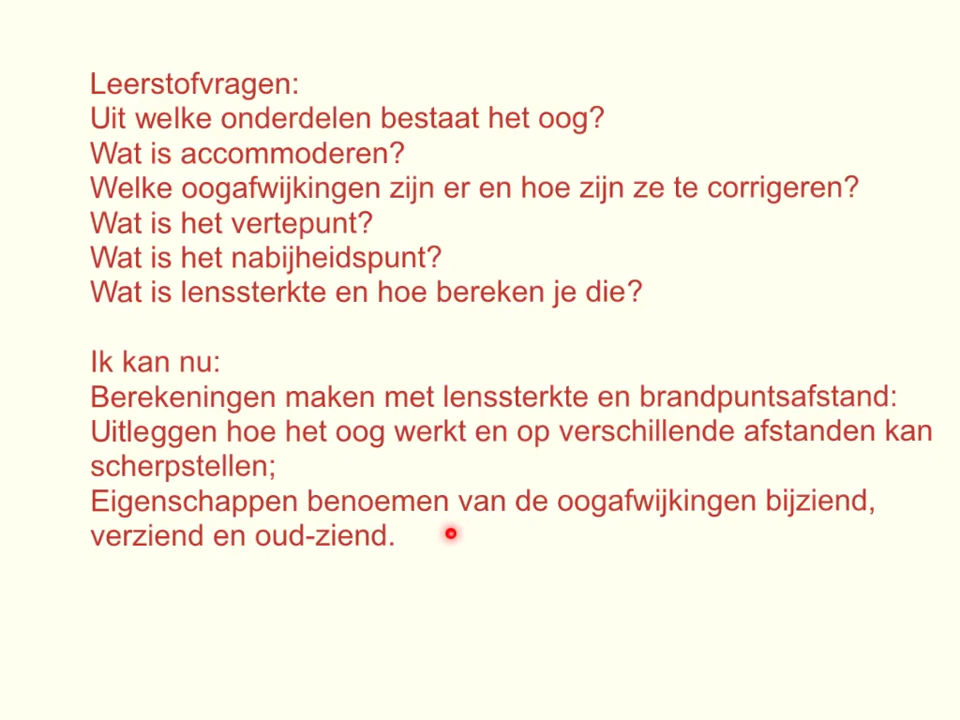 Leerstofvragen:
Uit welke onderdelen bestaat het oog?
Wat is accommoderen?
Welke oogafwijkingen zijn er en hoe zijn ze te corrigeren?
Wat is het vertepunt?
Wat is het nabijheidspunt?
Wat is lenssterkte en hoe bereken je die?
Ik kan nu:
Berekeningen maken met lenssterkte en brandpuntsafstand:
Uitleggen hoe het oog werkt en op verschillende afstanden kan
scherpstellen;
Eigenschappen benoemen van de oogafwijkingen bijziend,
verziend en oud-ziend.